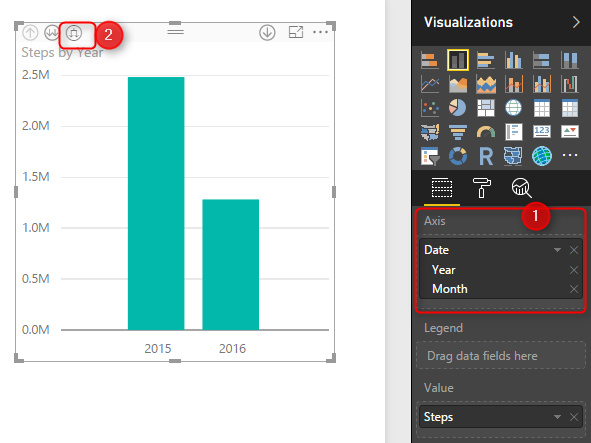 2
Steps by Year
2.5M
2.0M
1.5M
1.0M
0.5M
0.0M
2015 2016
Visualizations
R
123
1
Axis
Date
Year
Month
Legend
Drag data fields here
Value
Steps